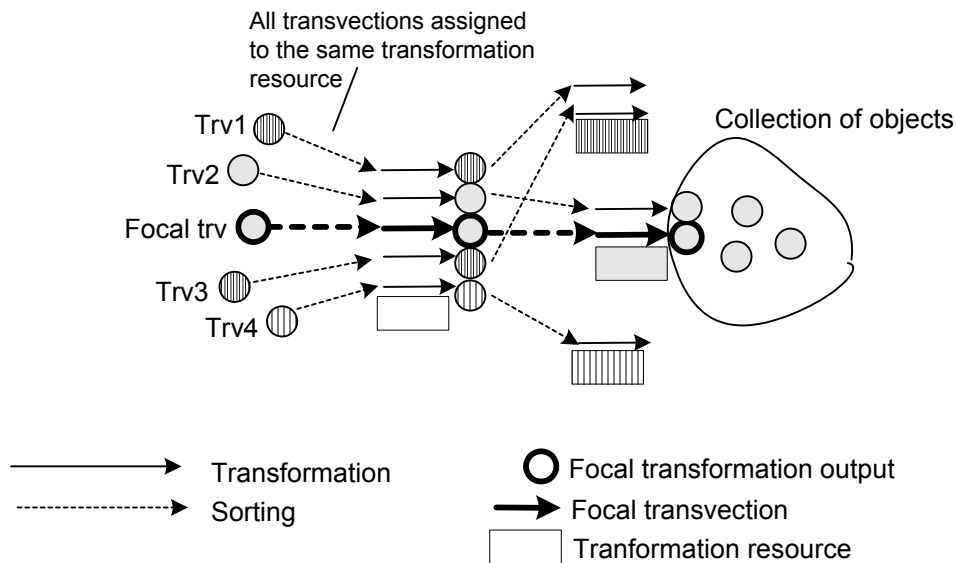 All transvections assigned
to the same transformation
resource
Collection of objects
Trv1
Trv2
Focal trv
Trv3
Trv4
Transformation
Sorting
Focal transformation output
Focal transvection
Tranformation resource